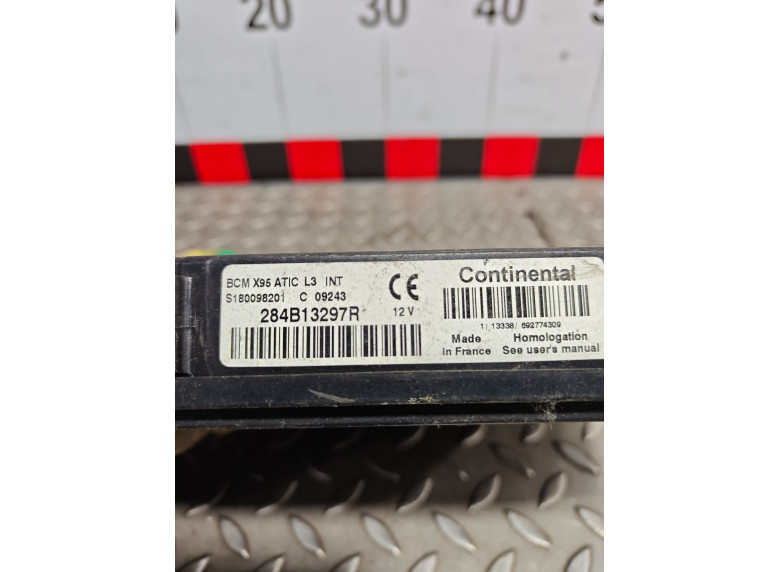 20 30 40 50
BCM X95 ATIC L3 INT
S180098201 C 09243
284B13297R
CE
12 V
Continental
1/ 13338/ 692774309
Made Homologation
in France See user's manual